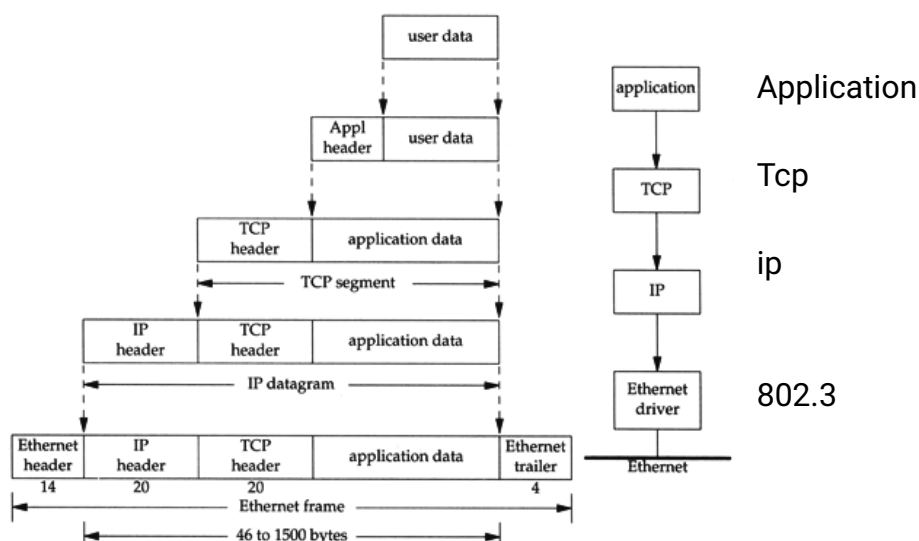 user data
Appl
header
user data
TCP
header
application data
TCP segment
IP
header
TCP
header
application data
IP datagram
Ethernet
header
IP
header
TCP
header
application data
Ethernet
trailer
14
20
20
4
Ethernet frame
46 to 1500 bytes
application
TCP
IP
Ethernet
driver
Ethernet
Application
Tcp
ip
802.3